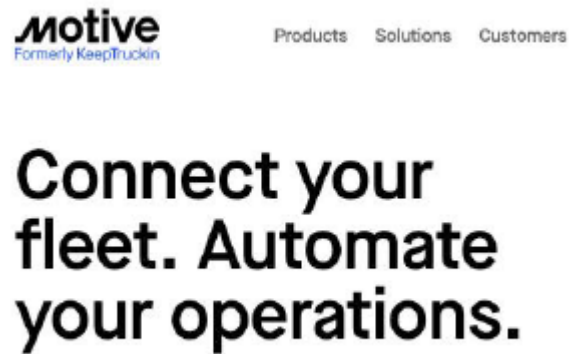 Motive
Formerly KeepTruckin
Products Solutions Customers
Connect your
fleet. Automate
your operations.